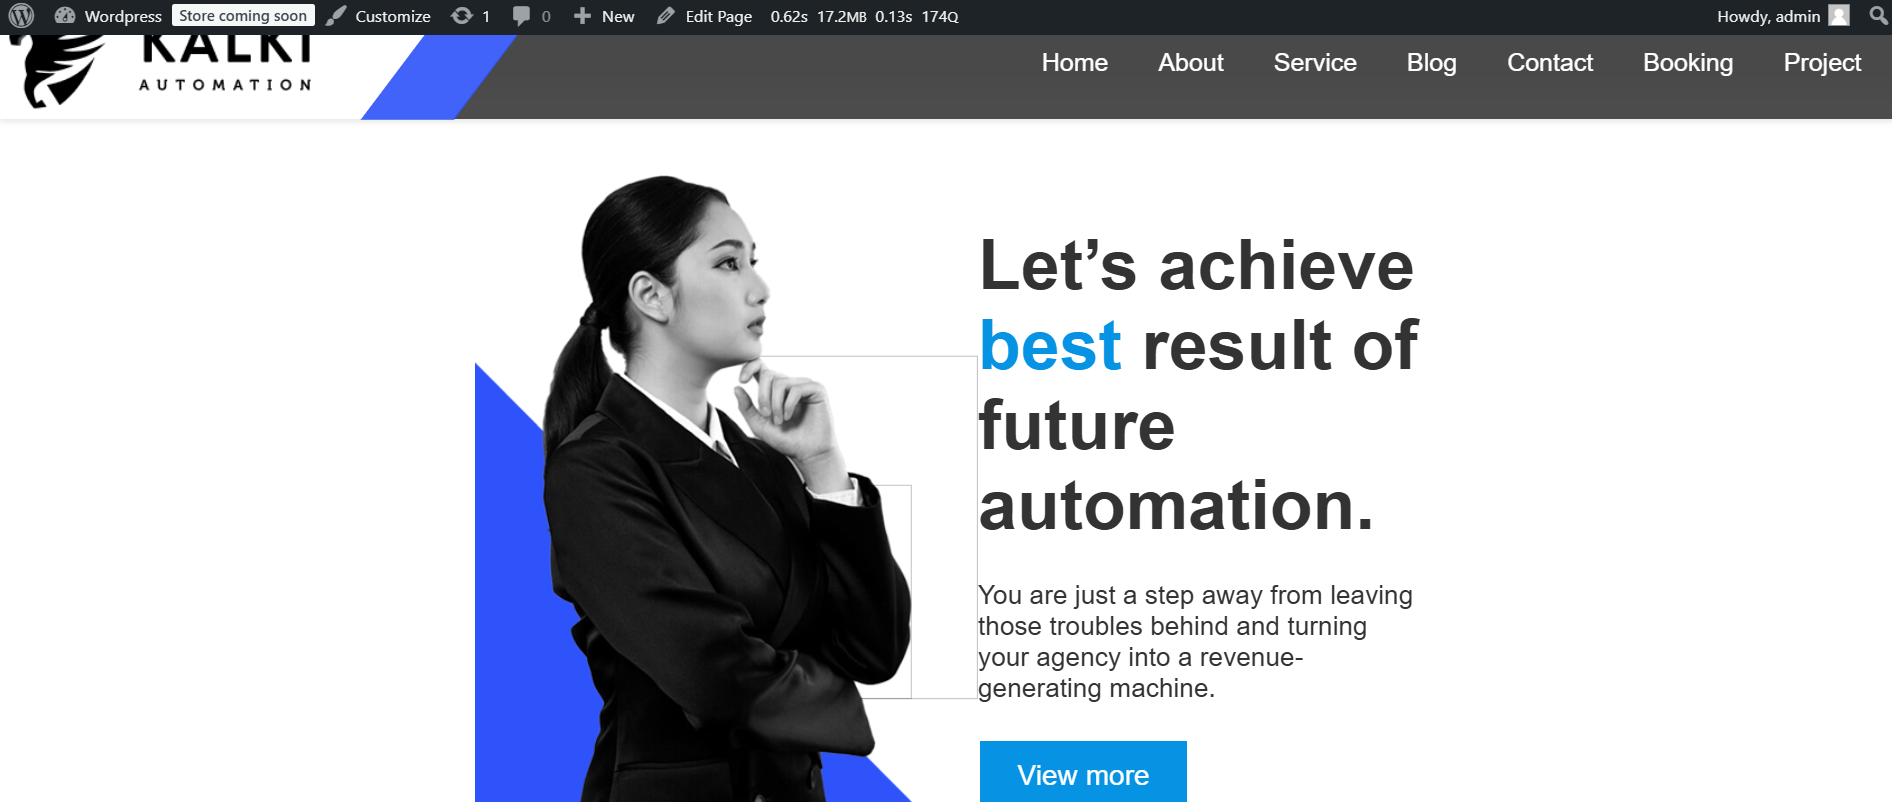 Wordpress Store coming soon Customize 1 0 New Edit Page 0.62s 17.2MB 0.13s 174Q Howdy, admin
KALKI
AUTOMATION
Home About Service Blog Contact Booking Project
Let’s achieve
best result of
future
automation.
You are just a step away from leaving
those troubles behind and turning
your agency into a revenue-
generating machine.
View more